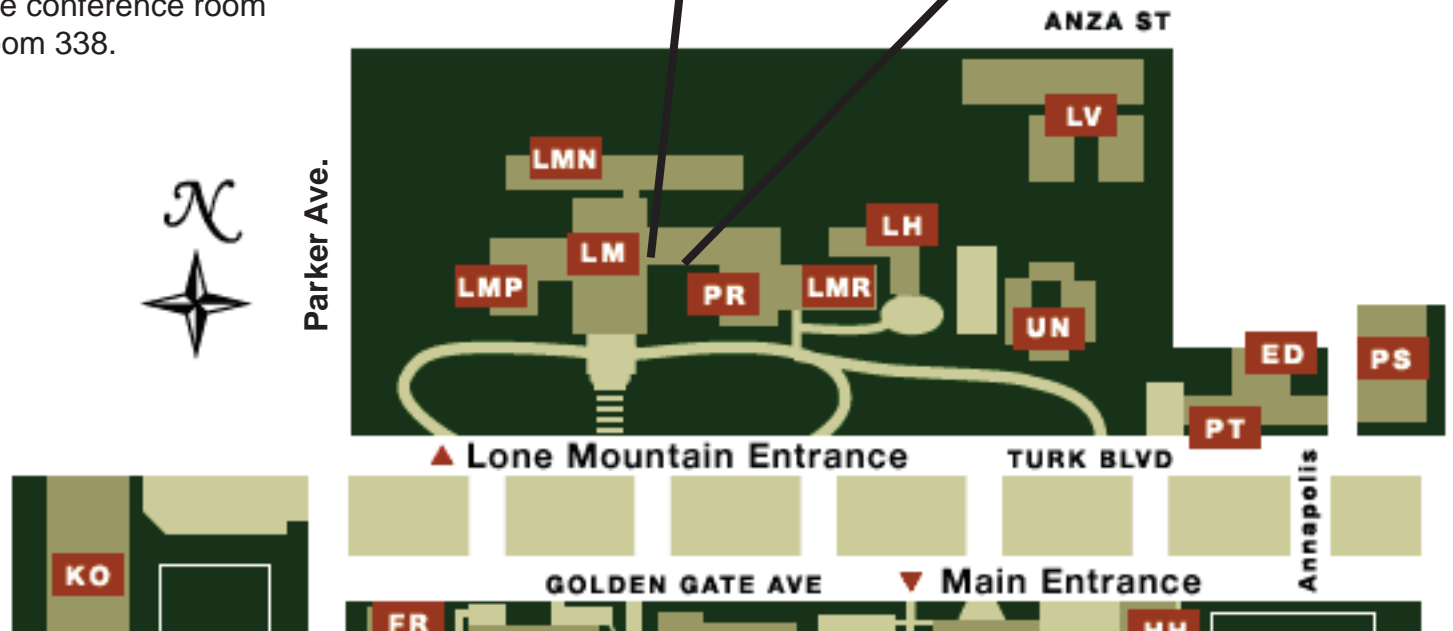 e conference room
om 338.
ANZA ST
LV
LMN
N
Parker Ave.
LH
LM
LMP
PR
LMR
UN
ED
PS
PT
Lone Mountain Entrance
TURK BLVD
Annapolis
KO
GOLDEN GATE AVE
Main Entrance